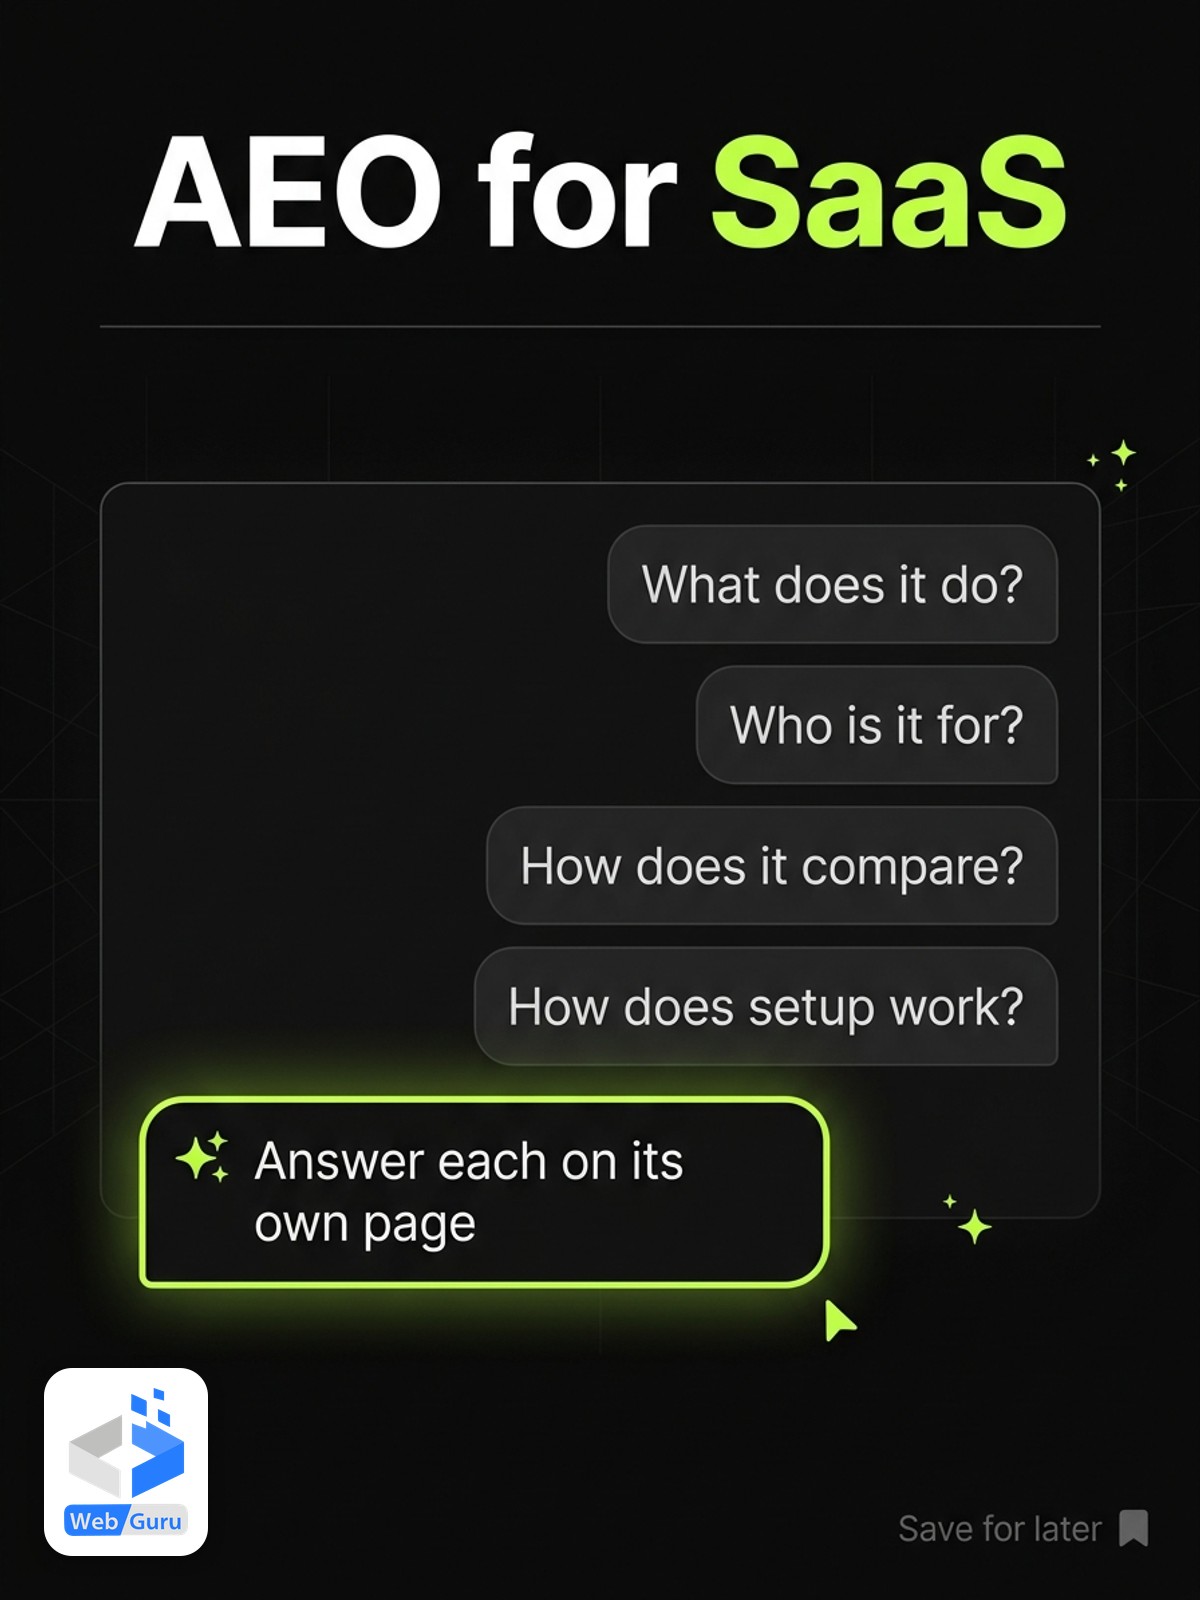 AEO for SaaS
What does it do?
Who is it for?
How does it compare?
How does setup work?
Answer each on its
own page
Web Guru
Save for later